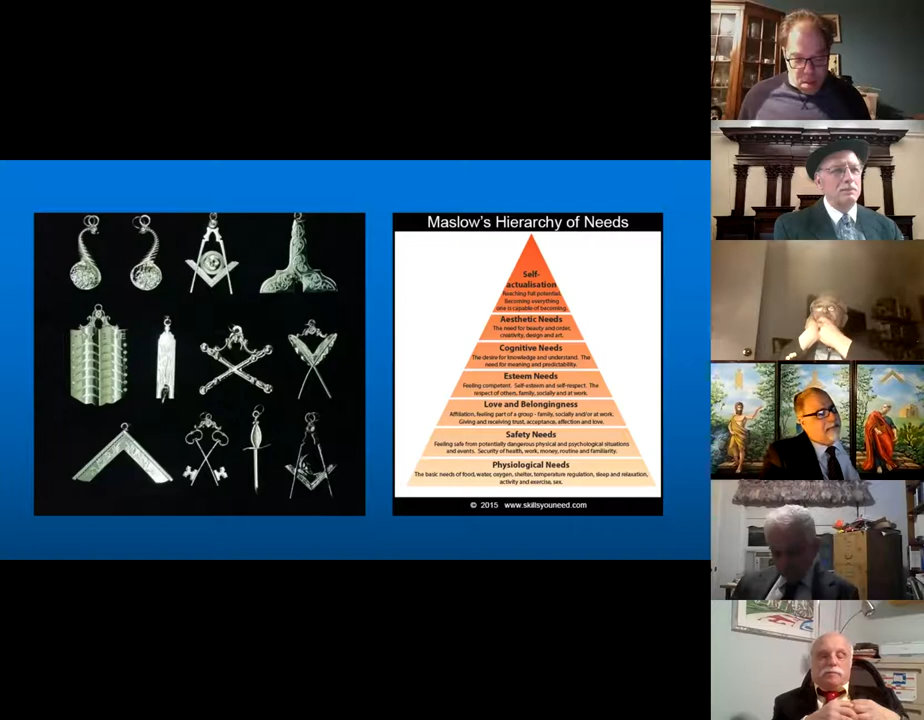 Maslow's Hierarchy of Needs
Self-
actualisation
Reaching full potential.
Becoming everything
one is capable of becoming.
Aesthetic Needs
The need for beauty and order,
creativity, design and art.
Cognitive Needs
The desire for knowledge and understand. The
need for meaning and predictability.
Esteem Needs
Feeling competent. Self-esteem and self-respect. The
respect of others, family, socially and at work.
Love and Belongingness
Affiliation, feeling part of a group - family, socially and/or at work.
Giving and receiving trust, acceptance, affection and love.
Safety Needs
Feeling safe from potentially dangerous physical and psychological situations
and events. Security of health, work, money, routine and familiarity.
Physiological Needs
The basic needs of food, water, oxygen, shelter, temperature regulation, sleep and relaxation,
activity and exercise, sex.
© 2015 www.skillsyouneed.com